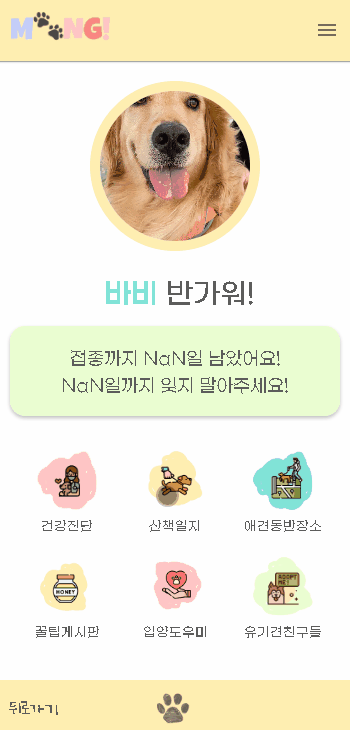 M NG!
바비 반가워!
접종까지 NaN일 남았어요!
NaN일까지 잊지 말아주세요!
건강진단 산책일지 애견동반장소
HONEY ADOPT ME!
꿀팁게시판 입양도우미 유기견친구들
뒤로가기